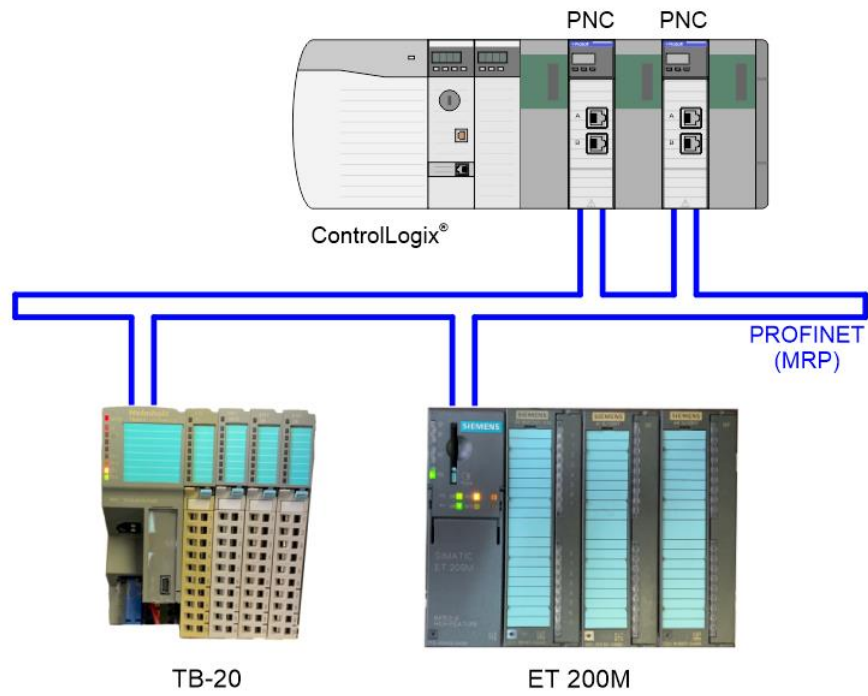 PNC
PNC
A
B
A
B
ControlLogix®
PROFINET
(MRP)
SIEMENS
SIEMENS
SIEMENS
SIEMENS
SIMATIC
ET 200M
TB-20
ET 200M